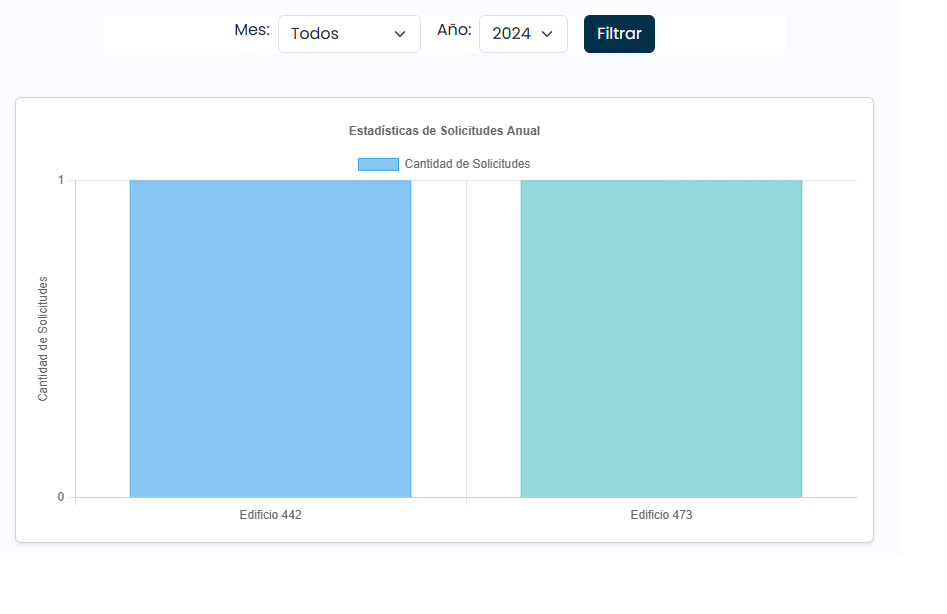 Mes: Todos Año: 2024 Filtrar
Estadísticas de Solicitudes Anual
Cantidad de Solicitudes
1
Cantidad de Solicitudes
0
Edificio 442 Edificio 473